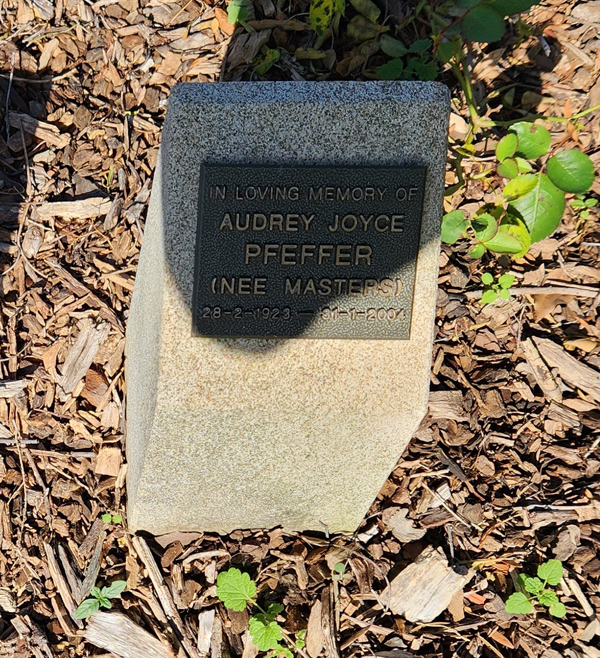 IN LOVING MEMORY OF
AUDREY JOYCE
PFEFFER
(NEE MASTERS)
28-2-1923 — 31-1-2004